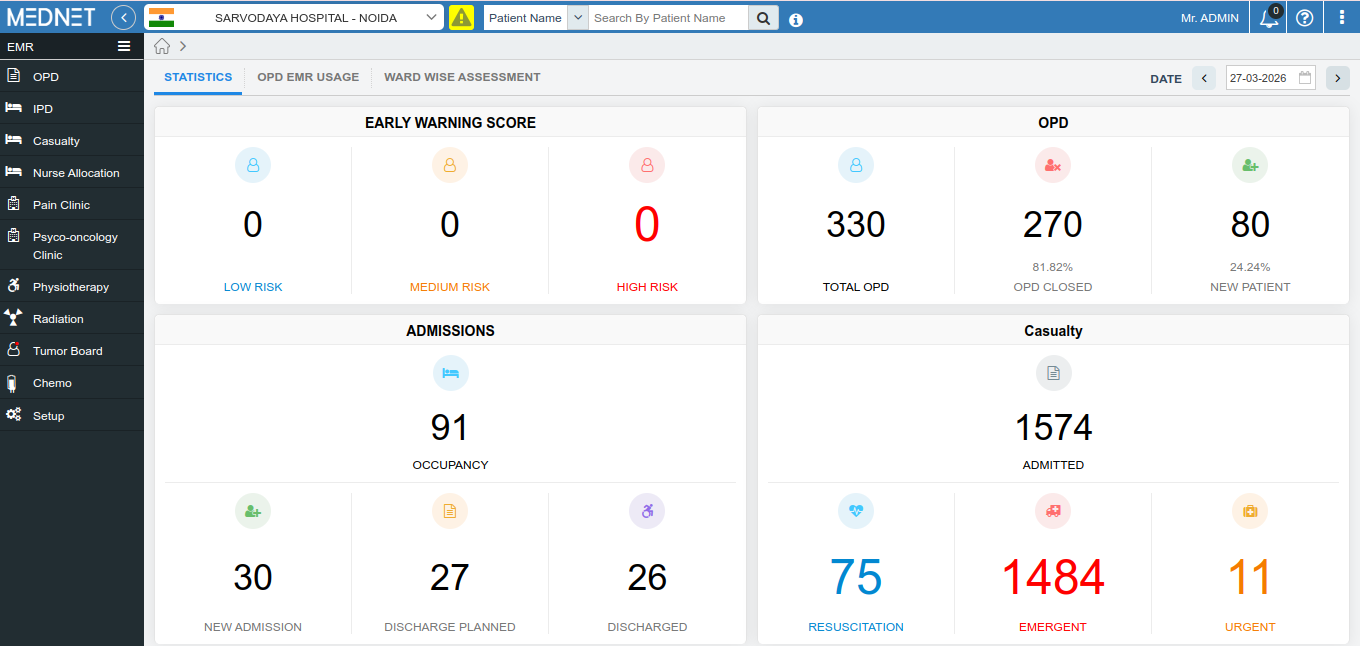 MEDNET
SARVODAYA HOSPITAL - NOIDA
Patient Name
Search By Patient Name
Mr. ADMIN
0
EMR
OPD
IPD
Casualty
Nurse Allocation
Pain Clinic
Psyco-oncology
Clinic
Physiotherapy
Radiation
Tumor Board
Chemo
Setup
STATISTICS
OPD EMR USAGE
WARD WISE ASSESSMENT
DATE
27-03-2026
EARLY WARNING SCORE
0
LOW RISK
0
MEDIUM RISK
0
HIGH RISK
OPD
330
TOTAL OPD
270
81.82%
OPD CLOSED
80
24.24%
NEW PATIENT
ADMISSIONS
91
OCCUPANCY
30
NEW ADMISSION
27
DISCHARGE PLANNED
26
DISCHARGED
Casualty
1574
ADMITTED
75
RESUSCITATION
1484
EMERGENT
11
URGENT